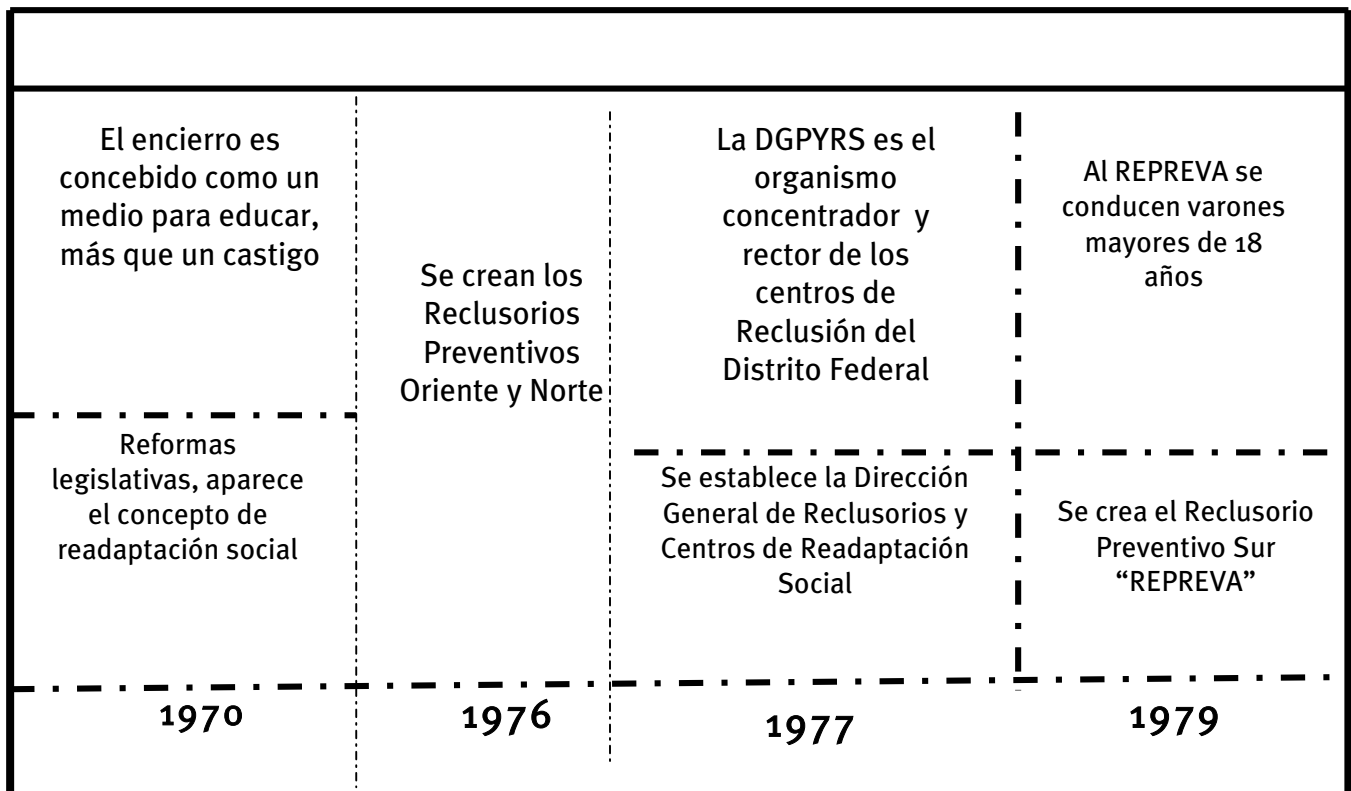 El encierro es
concebido como un
medio para educar,
más que un castigo
Reformas
legislativas, aparece
el concepto de
readaptación social
1970
Se crean los
Reclusorios
Preventivos
Oriente y Norte
1976
La DGPYRS es el
organismo
concentrador y
rector de los
centros de
Reclusión del
Distrito Federal
Se establece la Dirección
General de Reclusorios y
Centros de Readaptación
Social
1977
Al REPREVA se
conducen varones
mayores de 18
años
Se crea el Reclusorio
Preventivo Sur
“REPREVA”
1979